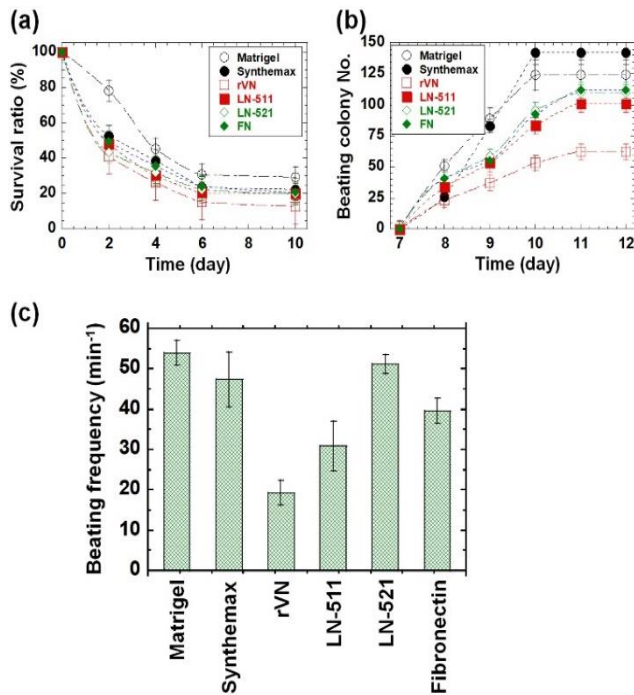 (a)
Survival ratio (%)
100
80
60
40
20
0
Matrigel
Synthemax
rVN
LN-511
LN-521
FN
0 2 4 6 8 10
Time (day)
(b)
Beating colony No.
150
125
100
75
50
25
0
Matrigel
Synthemax
rVN
LN-511
LN-521
FN
7 8 9 10 11 12
Time (day)
(c)
Beating frequency (min-1)
60
50
40
30
20
10
0
Matrigel
Synthemax
rVN
LN-511
LN-521
Fibronectin